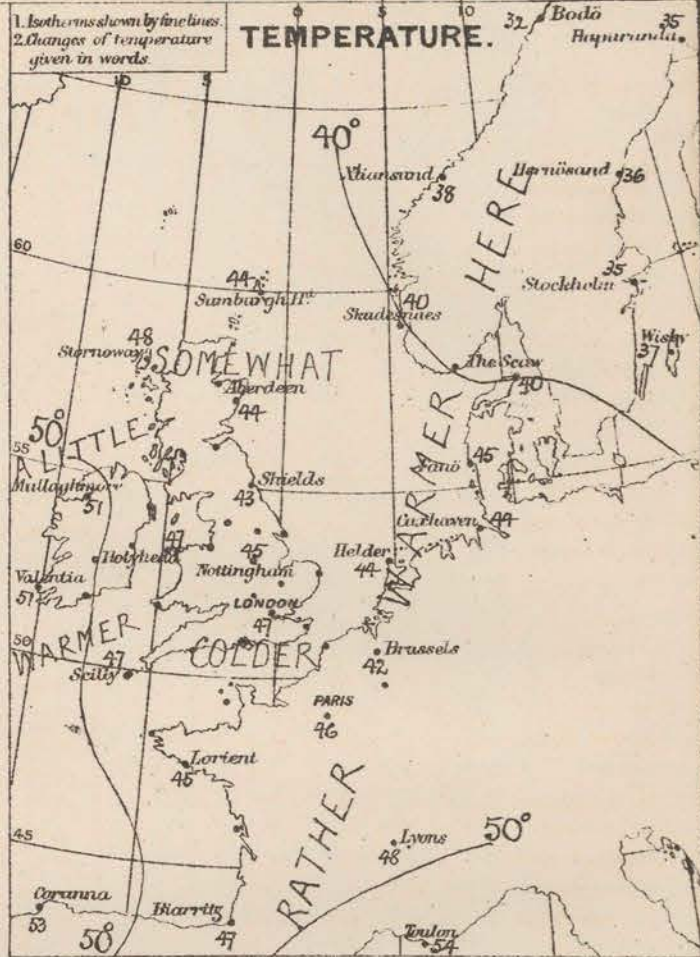 1. Isotherms shown by fine lines.
2. Changes of temperature
given in words.
TEMPERATURE.
0 5 10
10 5
32 Bodö
35
Haparanda
40°
Xtiansund
38
Hernösand 36
HERE
60
44
Sumburgh Hd.
40
Skudesnaes
35
Stockholm
Wisby
37
48
Stornoway
SOMEWHAT
Aberdeen
44
The Scaw
40
50°
A LITTLE
55
Mullaghmore
51
Shields
43
WARMER
45
Fanö
Cuxhaven 44
47
Holyhead
45
Nottingham
Helder
44
Valentia
51
LONDON
47
WARMER
50
47
Scilly
COLDER
Brussels
42
PARIS
46
Lorient
45
RATHER
45
Lyons
48
50°
Corunna
53
50°
Biarritz
47
Toulon
54